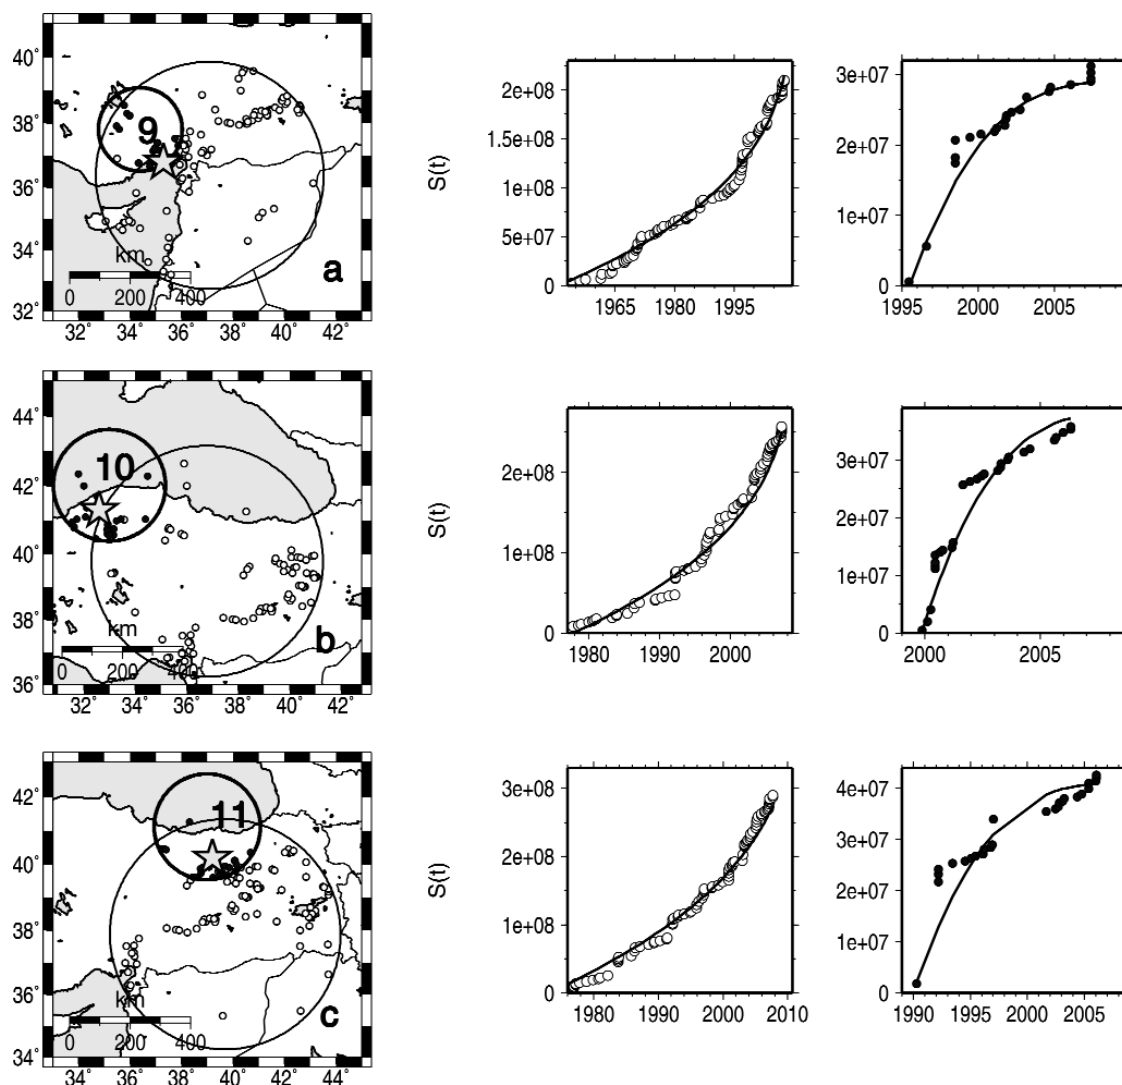 40°
38°
36°
34°
32°
9
km
0 200 400
a
32° 34° 36° 38° 40° 42°
S(t)
2e+08
1e+08
1e+08
5e+07
0
1965 1980 1995
3e+07
2e+07
1e+07
0
1995 2000 2005
44°
42°
40°
38°
36°
10
km
0 200 400
b
32° 34° 36° 38° 40° 42°
S(t)
2e+08
1e+08
0
1980 1990 2000
3e+07
2e+07
1e+07
0
2000 2005
42°
40°
38°
36°
34°
11
km
0 200 400
c
34° 36° 38° 40° 42° 44°
S(t)
3e+08
2e+08
1e+08
0
1980 1990 2000 2010
4e+07
3e+07
2e+07
1e+07
0
1990 1995 2000 2005